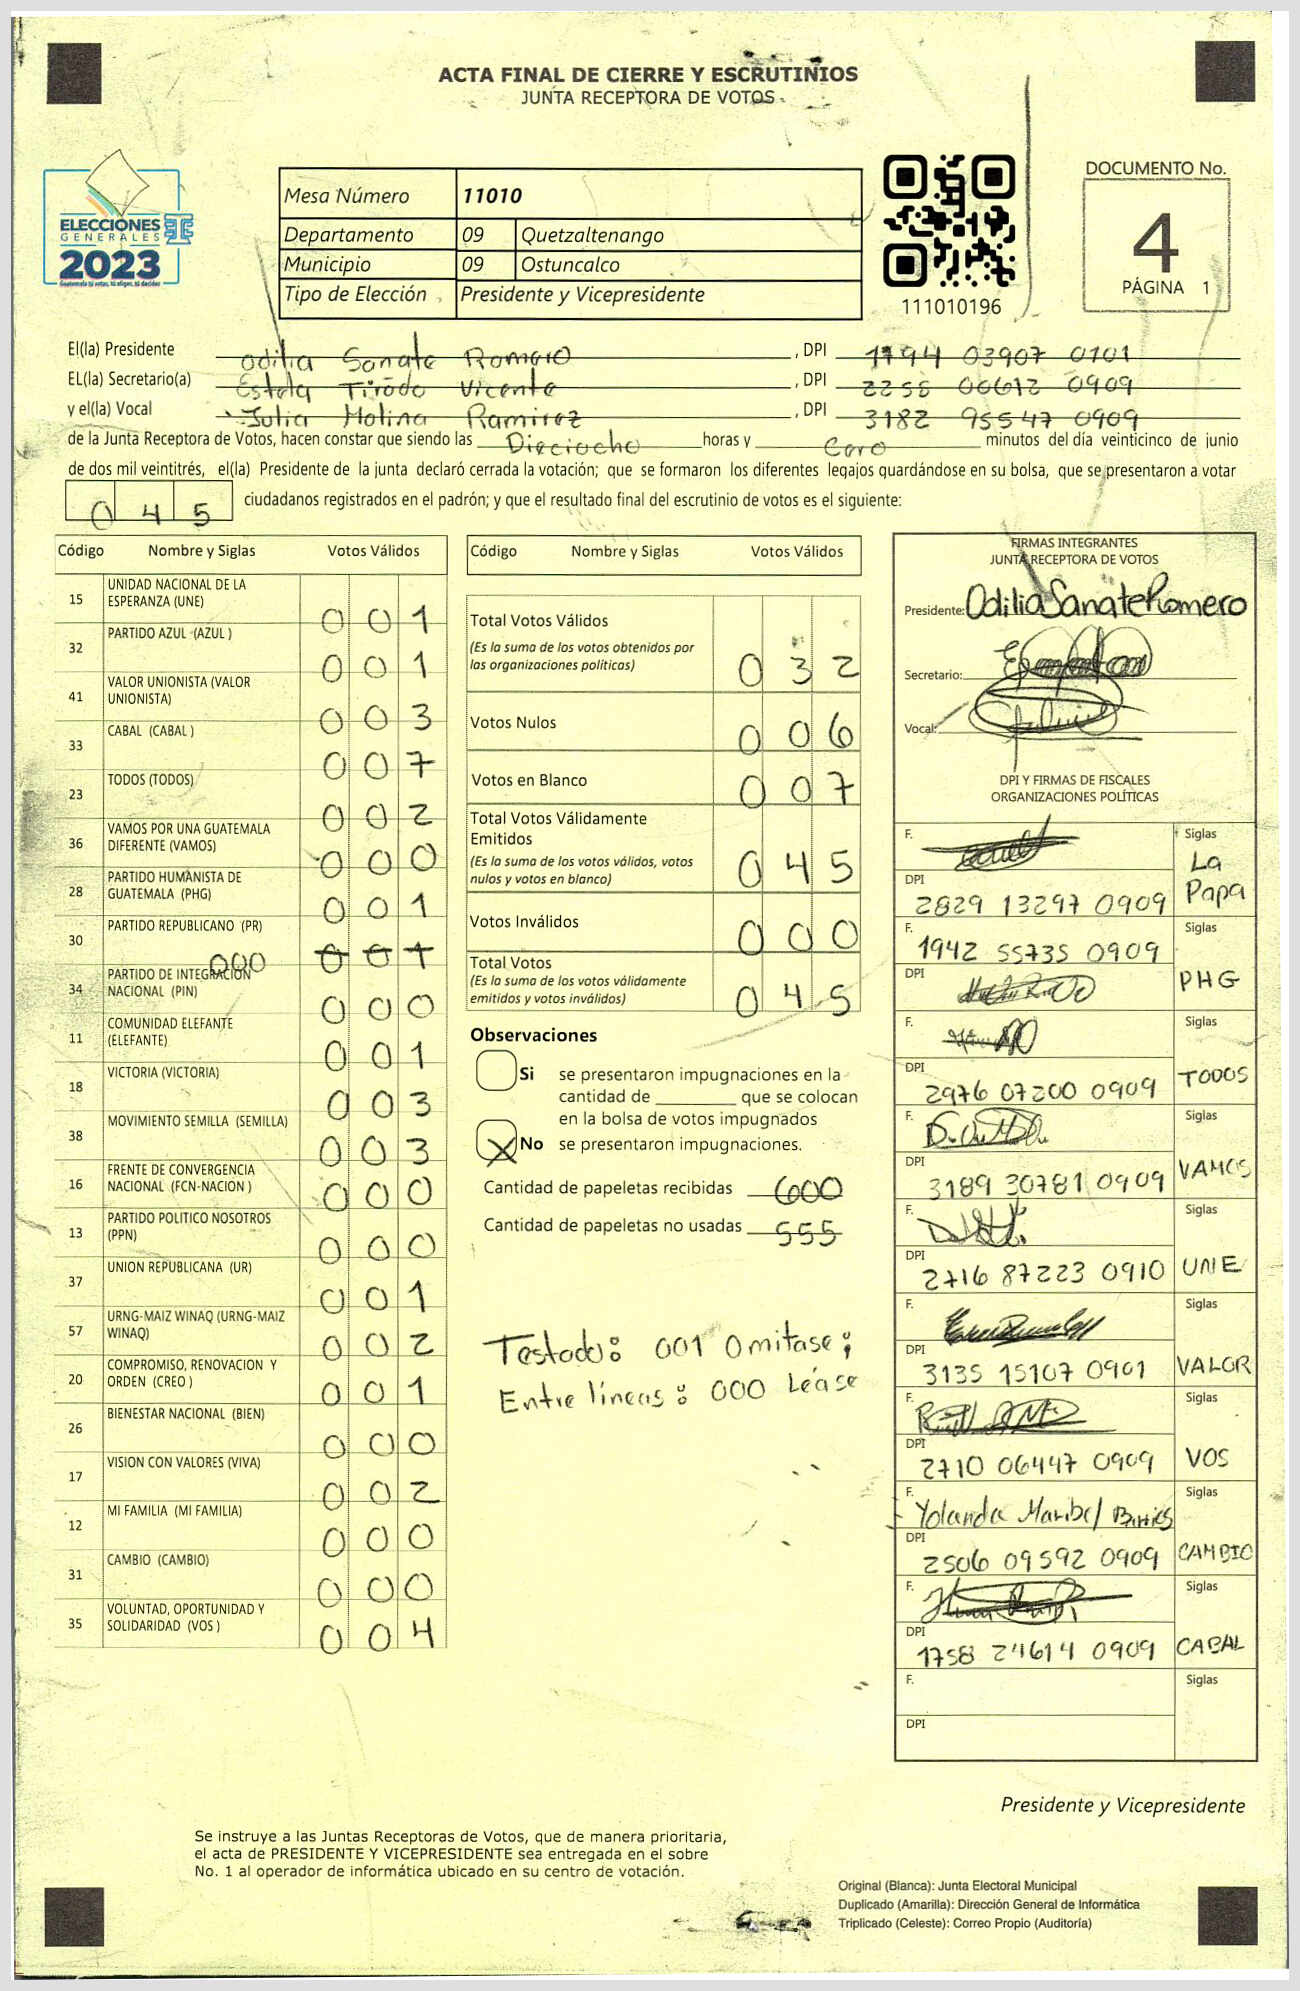 ACTA FINAL DE CIERRE Y ESCRUTINIOS
JUNTA RECEPTORA DE VOTOS
ELECCIONES
GENERALES
2023
Guatemala tú votas, tú eliges, tú decides
Mesa Número 11010
Departamento 09 Quetzaltenango
Municipio 09 Ostuncalco
Tipo de Elección Presidente y Vicepresidente
111010196
DOCUMENTO No.
4
PÁGINA 1
El(la) Presidente Odilia Sanate Romero , DPI 1794 03907 0101
EL(la) Secretario(a) Estela Tirado Vicente , DPI 2255 00612 0909
y el(la) Vocal Julia Molina Ramirez , DPI 3182 95547 0909
de la Junta Receptora de Votos, hacen constar que siendo las Dieciocho horas y Cero minutos del día veinticinco de junio
de dos mil veintitrés, el(la) Presidente de la junta declaró cerrada la votación; que se formaron los diferentes legajos guardándose en su bolsa, que se presentaron a votar
0 4 5 ciudadanos registrados en el padrón; y que el resultado final del escrutinio de votos es el siguiente:
Código Nombre y Siglas Votos Válidos
15 UNIDAD NACIONAL DE LA ESPERANZA (UNE) 0 0 1
32 PARTIDO AZUL (AZUL ) 0 0 1
41 VALOR UNIONISTA (VALOR UNIONISTA) 0 0 3
33 CABAL (CABAL ) 0 0 7
23 TODOS (TODOS) 0 0 2
36 VAMOS POR UNA GUATEMALA DIFERENTE (VAMOS) 0 0 0
28 PARTIDO HUMANISTA DE GUATEMALA (PHG) 0 0 1
30 PARTIDO REPUBLICANO (PR) 000 0 0 1
34 PARTIDO DE INTEGRACION NACIONAL (PIN) 0 0 0
11 COMUNIDAD ELEFANTE (ELEFANTE) 0 0 1
18 VICTORIA (VICTORIA) 0 0 3
38 MOVIMIENTO SEMILLA (SEMILLA) 0 0 3
16 FRENTE DE CONVERGENCIA NACIONAL (FCN-NACION ) 0 0 0
13 PARTIDO POLITICO NOSOTROS (PPN) 0 0 0
37 UNION REPUBLICANA (UR) 0 0 1
57 URNG-MAIZ WINAQ (URNG-MAIZ WINAQ) 0 0 2
20 COMPROMISO, RENOVACION Y ORDEN (CREO ) 0 0 1
26 BIENESTAR NACIONAL (BIEN) 0 0 0
17 VISION CON VALORES (VIVA) 0 0 2
12 MI FAMILIA (MI FAMILIA) 0 0 0
31 CAMBIO (CAMBIO) 0 0 0
35 VOLUNTAD, OPORTUNIDAD Y SOLIDARIDAD (VOS ) 0 0 4
Código Nombre y Siglas Votos Válidos
Total Votos Válidos
(Es la suma de los votos obtenidos por
las organizaciones políticas) 0 3 2
Votos Nulos 0 0 6
Votos en Blanco 0 0 7
Total Votos Válidamente
Emitidos
(Es la suma de los votos válidos, votos
nulos y votos en blanco) 0 4 5
Votos Inválidos 0 0 0
Total Votos
(Es la suma de los votos válidamente
emitidos y votos inválidos) 0 4 5
Observaciones
Si se presentaron impugnaciones en la
cantidad de ________ que se colocan
en la bolsa de votos impugnados
X No se presentaron impugnaciones.
Cantidad de papeletas recibidas 600
Cantidad de papeletas no usadas 555
Testado: 001 Omitase;
Entre líneas: 000 Léase
FIRMAS INTEGRANTES
JUNTA RECEPTORA DE VOTOS
Presidente: Odilia Sanate Romero
Secretario:
Vocal:
DPI Y FIRMAS DE FISCALES
ORGANIZACIONES POLÍTICAS
F. Siglas
La Papa
DPI 2829 13297 0909
F. 1942 55735 0909 Siglas
DPI PHG
F. Siglas
DPI 2976 07200 0909 TODOS
F. Siglas
DPI 3189 30781 0909 VAMOS
F. Siglas
DPI 2716 87223 0910 UNE
F. Siglas
DPI 3135 15107 0901 VALOR
F. Siglas
DPI 2710 06447 0909 VOS
F. Yolanda Maribel Barrios Siglas
DPI 2506 09592 0909 CAMBIO
F. Siglas
DPI 1758 24614 0909 CABAL
F. Siglas
DPI
Presidente y Vicepresidente
Se instruye a las Juntas Receptoras de Votos, que de manera prioritaria,
el acta de PRESIDENTE Y VICEPRESIDENTE sea entregada en el sobre
No. 1 al operador de informática ubicado en su centro de votación.
Original (Blanca): Junta Electoral Municipal
Duplicado (Amarilla): Dirección General de Informática
Triplicado (Celeste): Correo Propio (Auditoría)